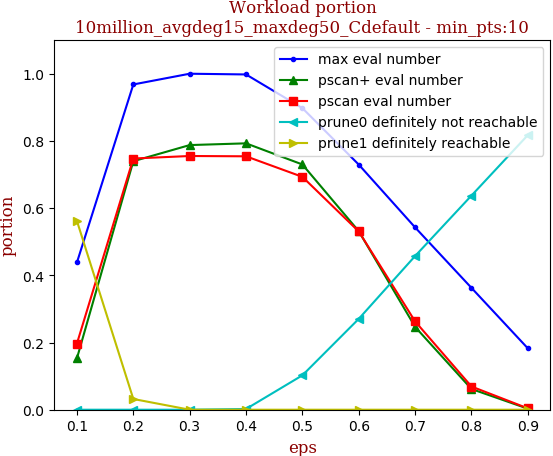 Workload portion
10million_avgdeg15_maxdeg50_Cdefault - min_pts:10
max eval number
pscan+ eval number
pscan eval number
prune0 definitely not reachable
prune1 definitely reachable
portion
1.0
0.8
0.6
0.4
0.2
0.0
0.1 0.2 0.3 0.4 0.5 0.6 0.7 0.8 0.9
eps